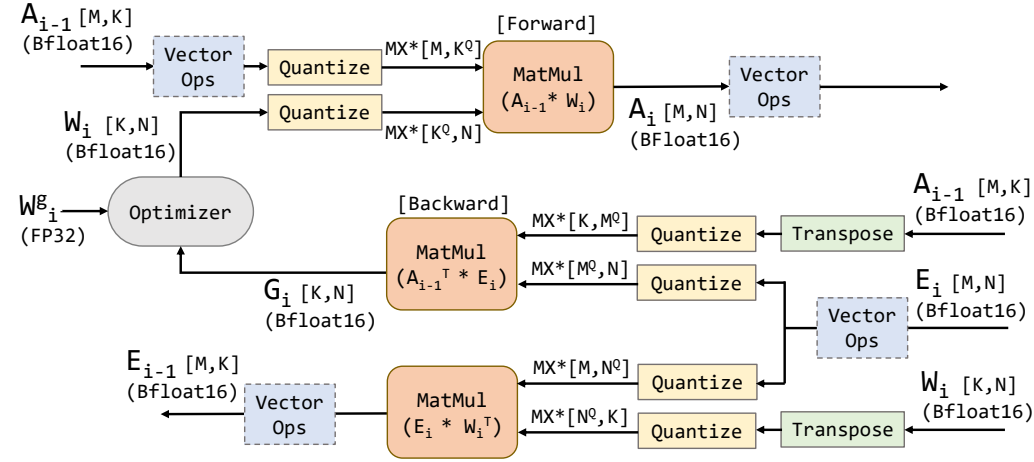 A_{i-1} [M,K]
(Bfloat16)
Vector
Ops
Quantize
MX*[M,K^Q]
[Forward]
MatMul
(A_{i-1}* W_i)
Vector
Ops
W_i [K,N]
(Bfloat16)
Quantize
MX*[K^Q,N]
A_i [M,N]
(BFloat16)
W^g_i
(FP32)
Optimizer
[Backward]
MatMul
(A_{i-1}^T * E_i)
MX*[K,M^Q]
Quantize
Transpose
A_{i-1} [M,K]
(Bfloat16)
MX*[M^Q,N]
Quantize
G_i [K,N]
(Bfloat16)
Vector
Ops
E_i [M,N]
(Bfloat16)
E_{i-1} [M,K]
(Bfloat16)
Vector
Ops
MatMul
(E_i * W_i^T)
MX*[M,N^Q]
Quantize
MX*[N^Q,K]
Quantize
Transpose
W_i [K,N]
(Bfloat16)